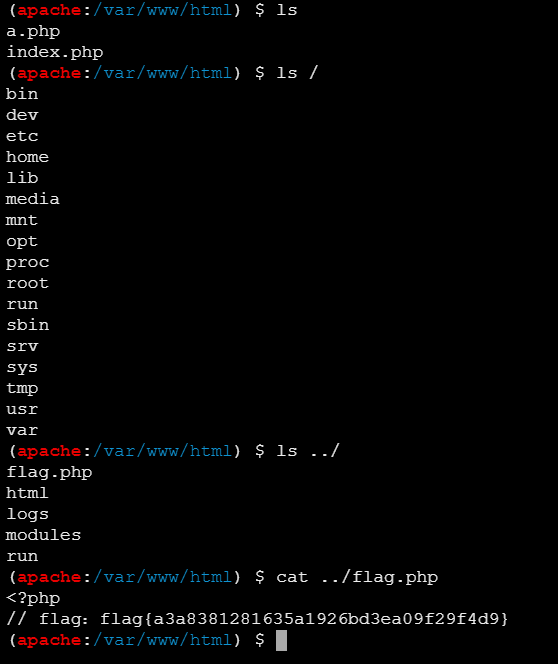 (apache:/var/www/html) $ ls
a.php
index.php
(apache:/var/www/html) $ ls /
bin
dev
etc
home
lib
media
mnt
opt
proc
root
run
sbin
srv
sys
tmp
usr
var
(apache:/var/www/html) $ ls ../
flag.php
html
logs
modules
run
(apache:/var/www/html) $ cat ../flag.php
<?php
// flag: flag{a3a8381281635a1926bd3ea09f29f4d9}
(apache:/var/www/html) $